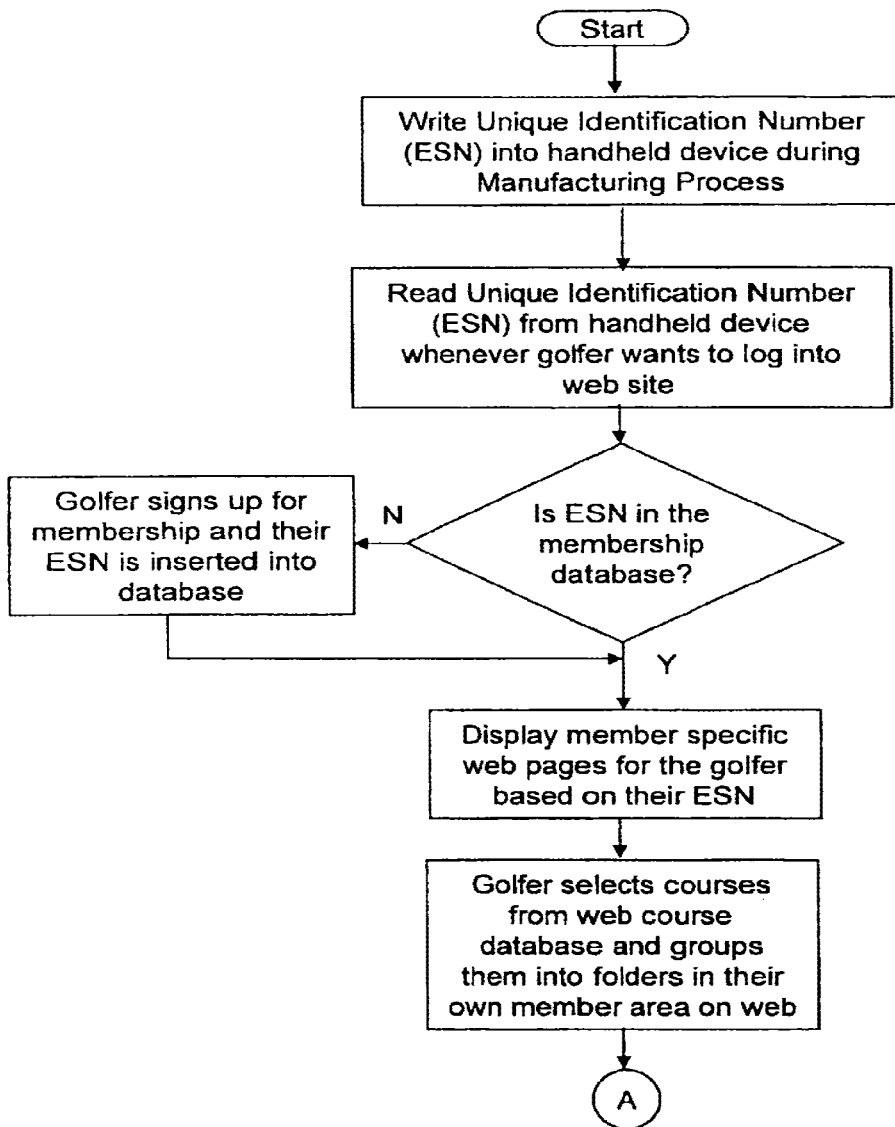 Start
Write Unique Identification Number
(ESN) into handheld device during
Manufacturing Process
Read Unique Identification Number
(ESN) from handheld device
whenever golfer wants to log into
web site
Golfer signs up for
membership and their
ESN is inserted into
database
N
Is ESN in the
membership
database?
Y
Display member specific
web pages for the golfer
based on their ESN
Golfer selects courses
from web course
database and groups
them into folders in their
own member area on web
A